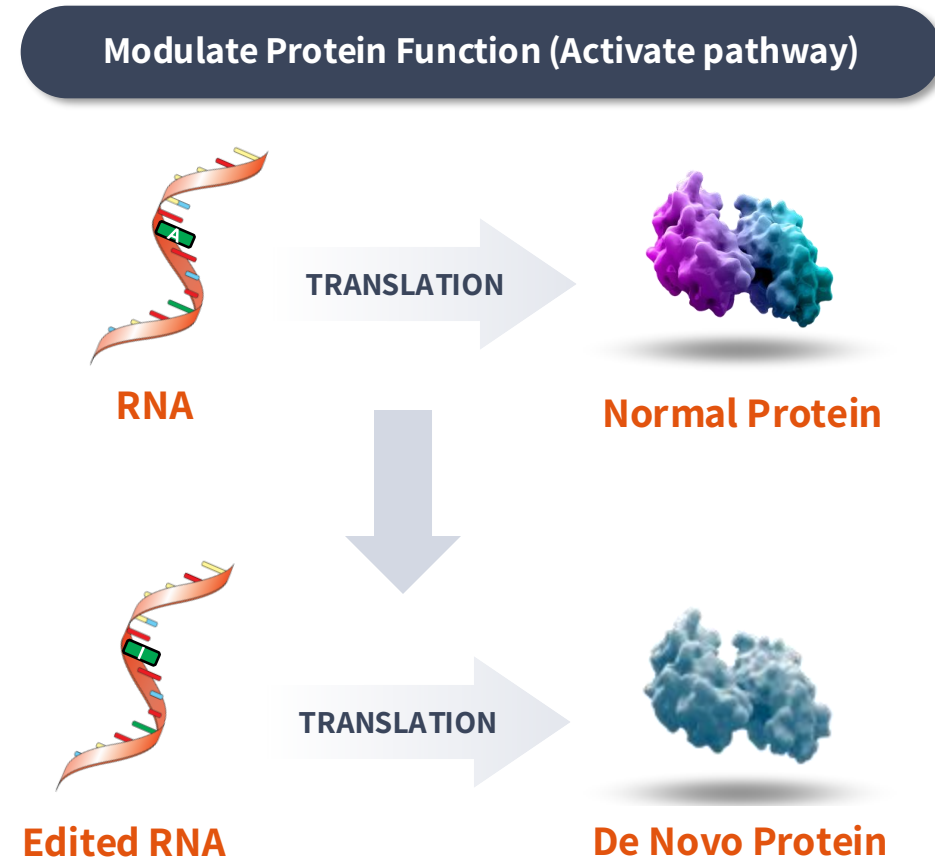 Modulate Protein Function (Activate pathway)
A
TRANSLATION
RNA
Normal Protein
I
TRANSLATION
Edited RNA
De Novo Protein